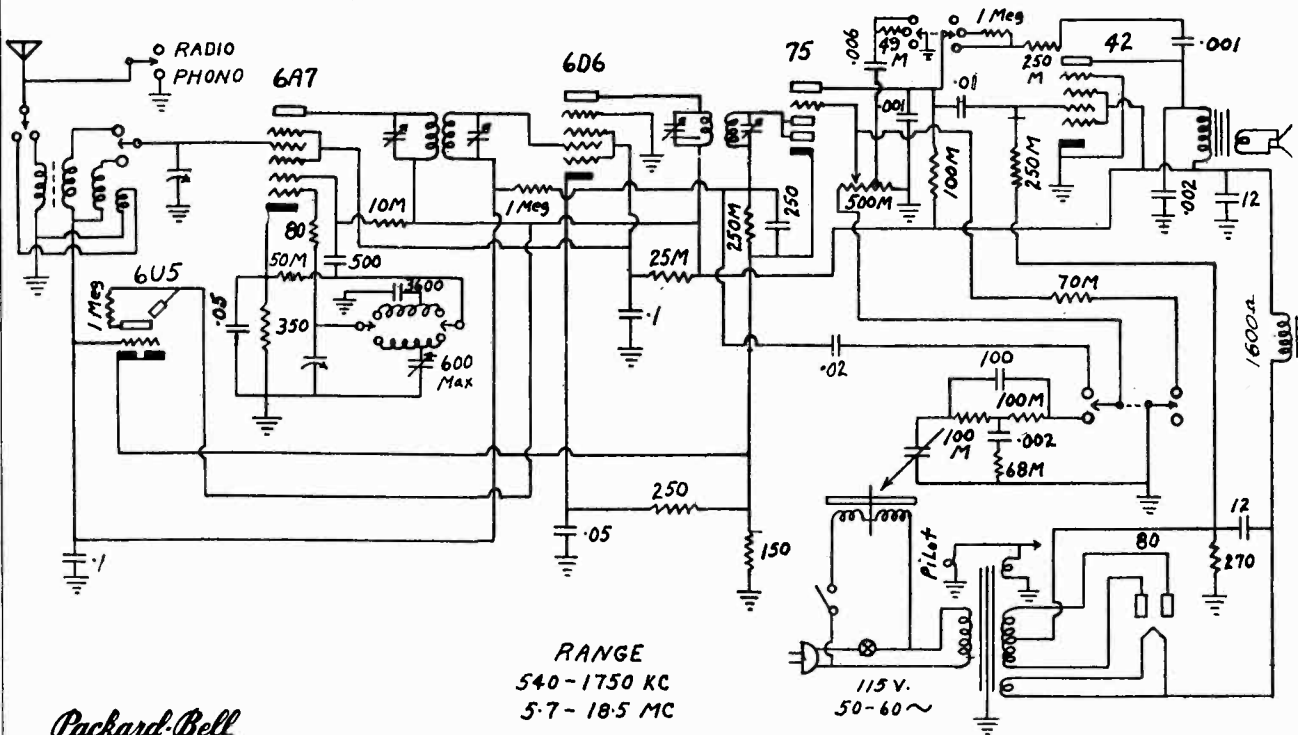 RADIO
PHONO
6A7
6D6
75
.006
49
M
1 Meg
250
M
42
.001
.001
.01
10M
80
50M
500
1 Meg
250M
250
500M
100M
250M
.002
12
6U5
1 Meg
.05
350
3600
600
Max
25M
.1
70M
.02
1600Ω
100
100M
100
M
.002
68M
250
.05
150
.1
Pilot
12
80
270
RANGE
540-1750 KC
5.7-18.5 MC
115 V.
50-60~
Packard-Bell